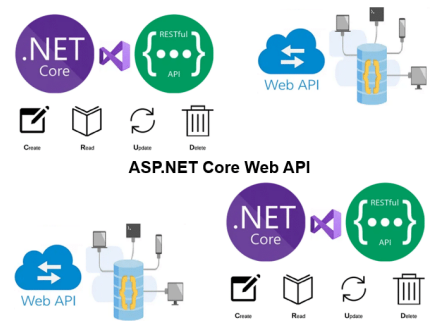 .NET
Core
RESTful
{•••}
API
Web API
Create Read Update Delete
ASP.NET Core Web API
Web API
.NET
Core
RESTful
{•••}
API
Create Read Update Delete